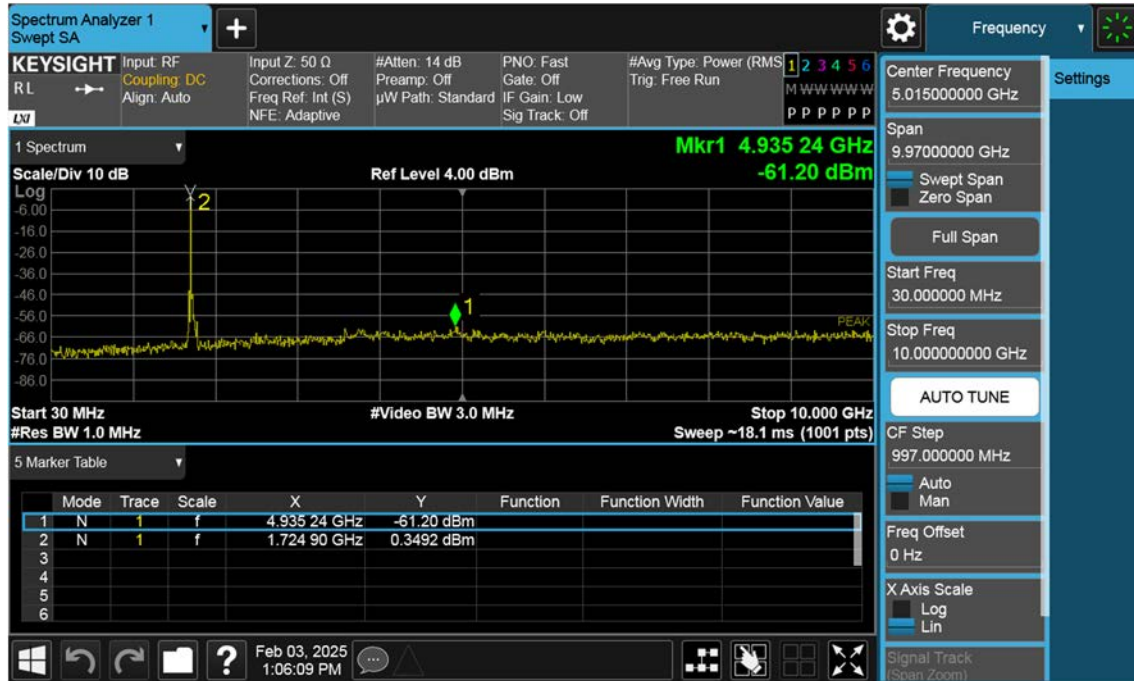 Spectrum Analyzer 1
Swept SA
+
Frequency
KEYSIGHT
RL
LXI
Input: RF
Coupling: DC
Align: Auto
Input Z: 50 Ω
Corrections: Off
Freq Ref: Int (S)
NFE: Adaptive
#Atten: 14 dB
Preamp: Off
µW Path: Standard
PNO: Fast
Gate: Off
IF Gain: Low
Sig Track: Off
#Avg Type: Power (RMS
Trig: Free Run
1 2 3 4 5 6
M W W W W W
P P P P P P
1 Spectrum
Scale/Div 10 dB
Ref Level 4.00 dBm
Mkr1 4.935 24 GHz
-61.20 dBm
Log
-6.00
-16.0
-26.0
-36.0
-46.0
-56.0
-66.0
-76.0
-86.0
2
1
PEAK
Start 30 MHz
#Video BW 3.0 MHz
Stop 10.000 GHz
#Res BW 1.0 MHz
Sweep ~18.1 ms (1001 pts)
5 Marker Table
Mode Trace Scale X Y Function Function Width Function Value
1 N 1 f 4.935 24 GHz -61.20 dBm
2 N 1 f 1.724 90 GHz 0.3492 dBm
3
4
5
6
?
Feb 03, 2025
1:06:09 PM
Center Frequency
5.015000000 GHz
Settings
Span
9.97000000 GHz
Swept Span
Zero Span
Full Span
Start Freq
30.000000 MHz
Stop Freq
10.000000000 GHz
AUTO TUNE
CF Step
997.000000 MHz
Auto
Man
Freq Offset
0 Hz
X Axis Scale
Log
Lin
Signal Track
(Span Zoom)